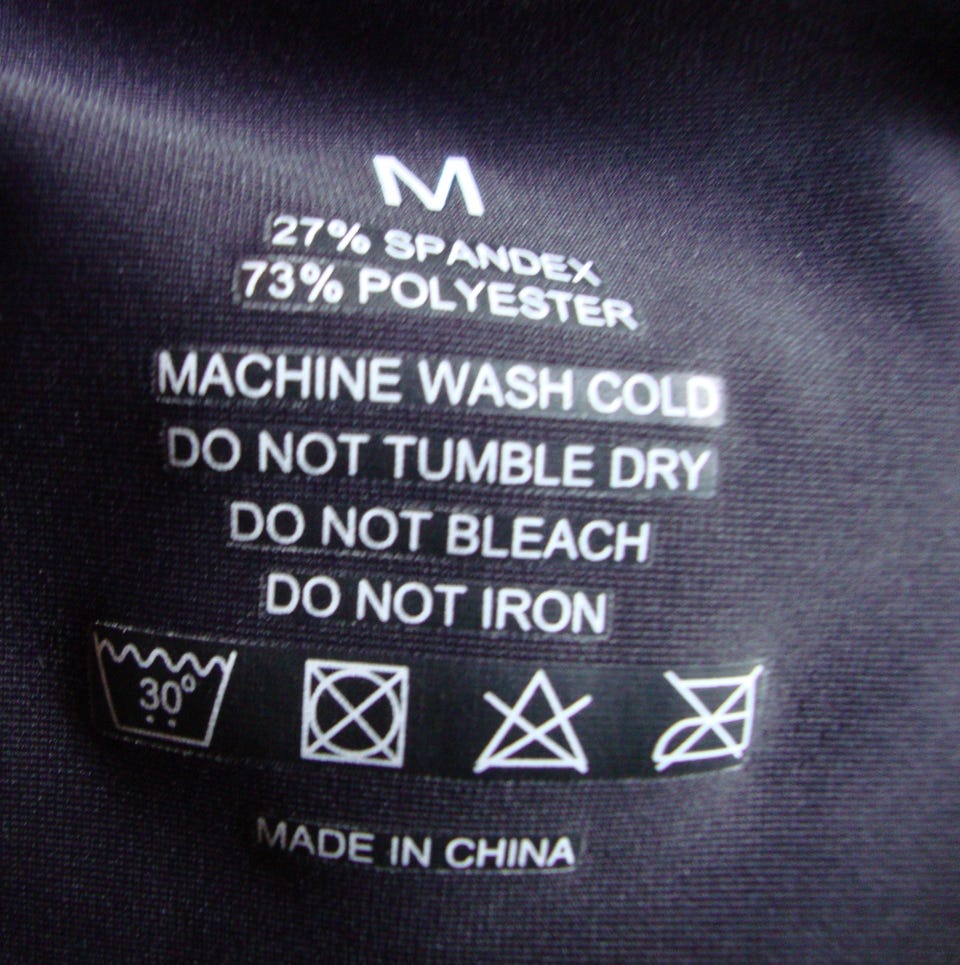 M
27% SPANDEX
73% POLYESTER
MACHINE WASH COLD
DO NOT TUMBLE DRY
DO NOT BLEACH
DO NOT IRON
30°
MADE IN CHINA